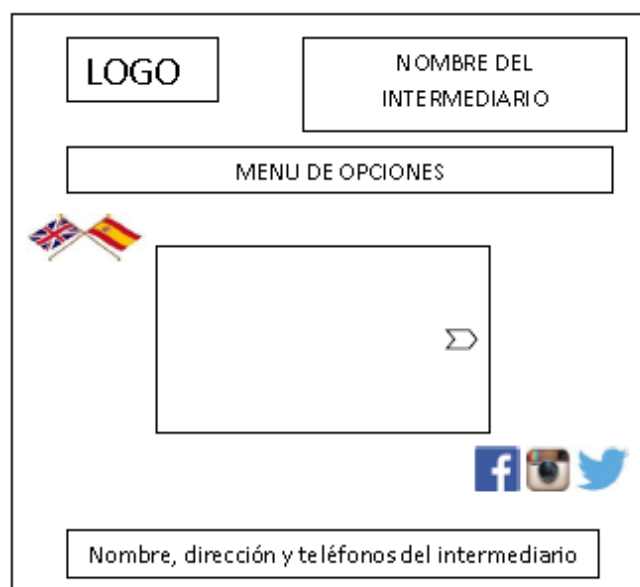 LOGO
NOMBRE DEL
INTERMEDIARIO
MENU DE OPCIONES
f
Nombre, dirección y teléfonos del intermediario